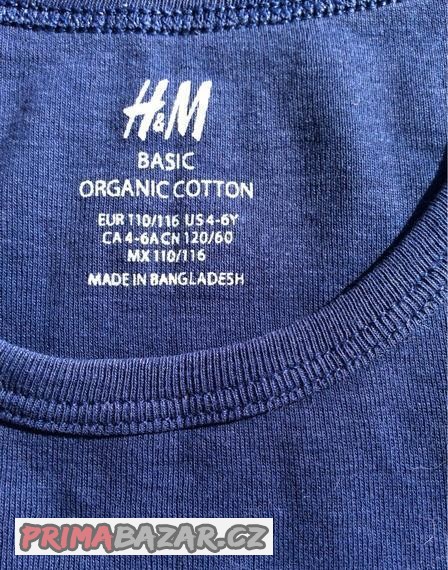 H&M
BASIC
ORGANIC COTTON
EUR 110/116 US 4-6Y
CA 4-6A CN 120/60
MX 110/116
MADE IN BANGLADESH
PRIMABAZAR.CZ